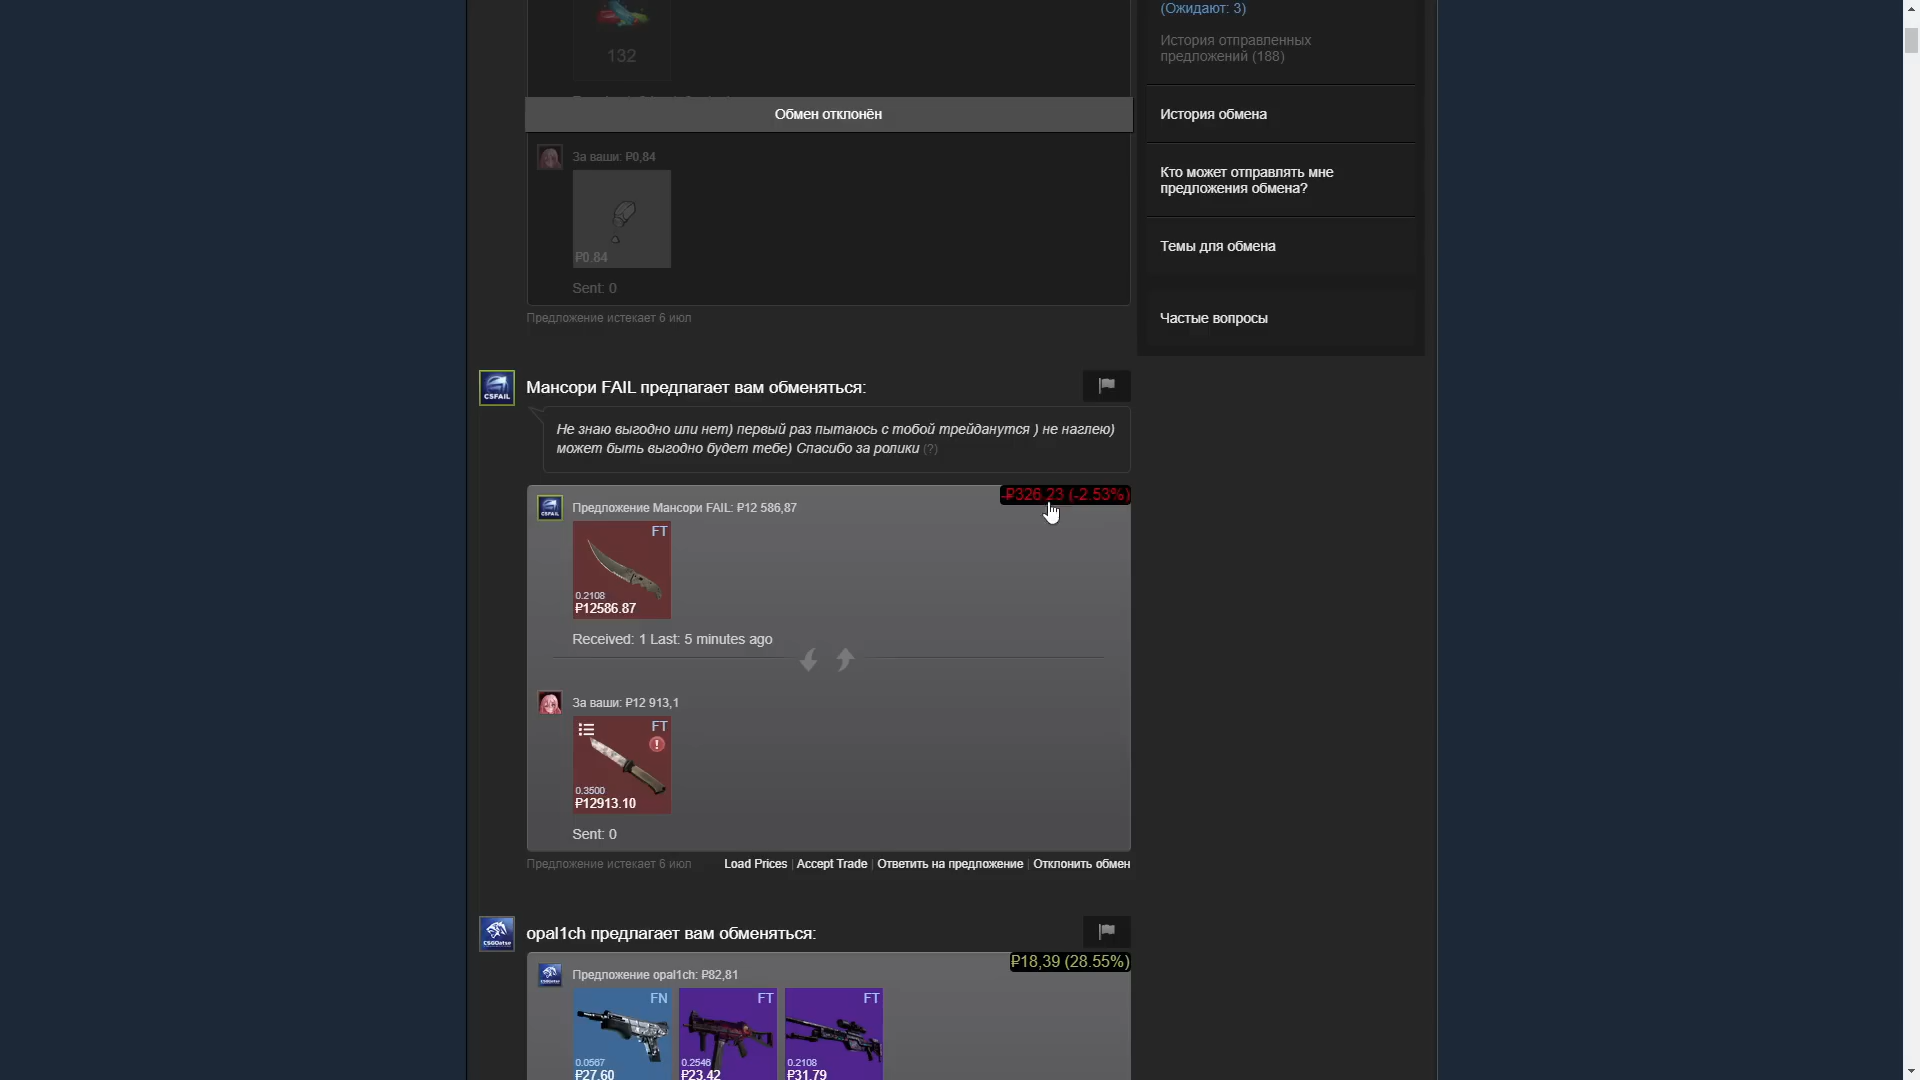 (Ожидают: 3)
История отправленных
предложений (188)
132
Обмен отклонён
История обмена
За ваши: ₽0,84
Кто может отправлять мне
предложения обмена?
Темы для обмена
₽0.84
Sent: 0
Предложение истекает 6 июл
Частые вопросы
CSFAIL
Мансори FAIL предлагает вам обменяться:
Не знаю выгодно или нет) первый раз пытаюсь с тобой трейданутся ) не наглею)
может быть выгодно будет тебе) Спасибо за ролики (?)
-₽326.23 (-2.53%)
Предложение Мансори FAIL: ₽12 586,87
FT
0.2108
₽12586.87
Received: 1 Last: 5 minutes ago
За ваши: ₽12 913,1
FT
0.3500
₽12913.10
Sent: 0
Предложение истекает 6 июл
Load Prices | Accept Trade | Ответить на предложение | Отклонить обмен
opal1ch предлагает вам обменяться:
₽18,39 (28.55%)
Предложение opal1ch: ₽82,81
FN
FT
FT
0.0567
0.2546
0.2108
₽27.60
₽23.42
₽31.79